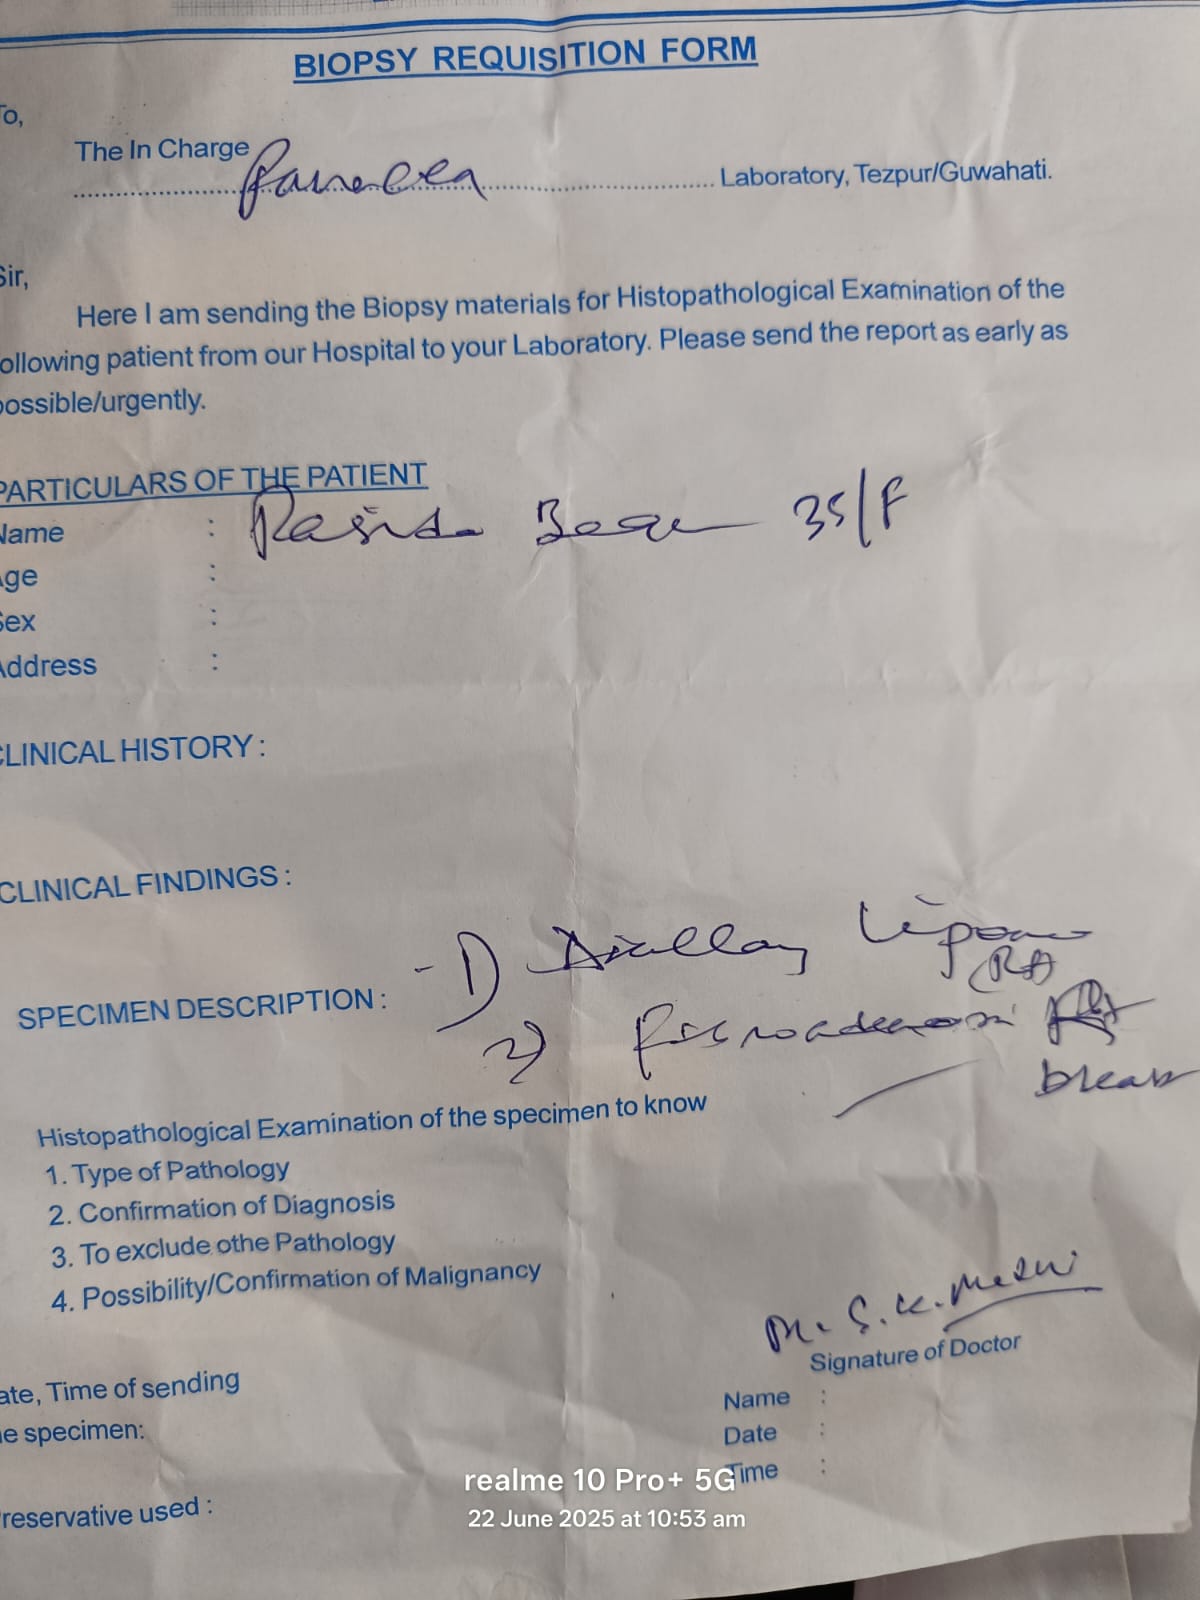 BIOPSY REQUISITION FORM
To,
The In Charge
Laboratory, Tezpur/Guwahati.
Sir,
Here I am sending the Biopsy materials for Histopathological Examination of the
ollowing patient from our Hospital to your Laboratory. Please send the report as early as
possible/urgently.
PARTICULARS OF THE PATIENT
Name : 35/F
ge :
Sex :
Address :
CLINICAL HISTORY :
CLINICAL FINDINGS :
SPECIMEN DESCRIPTION : - 1) Axillary Lipoma
(Rt)
2)
breast
Histopathological Examination of the specimen to know
1. Type of Pathology
2. Confirmation of Diagnosis
3. To exclude othe Pathology
4. Possibility/Confirmation of Malignancy
Signature of Doctor
ate, Time of sending
e specimen:
Name :
Date :
Time :
reservative used :
realme 10 Pro+ 5G
22 June 2025 at 10:53 am